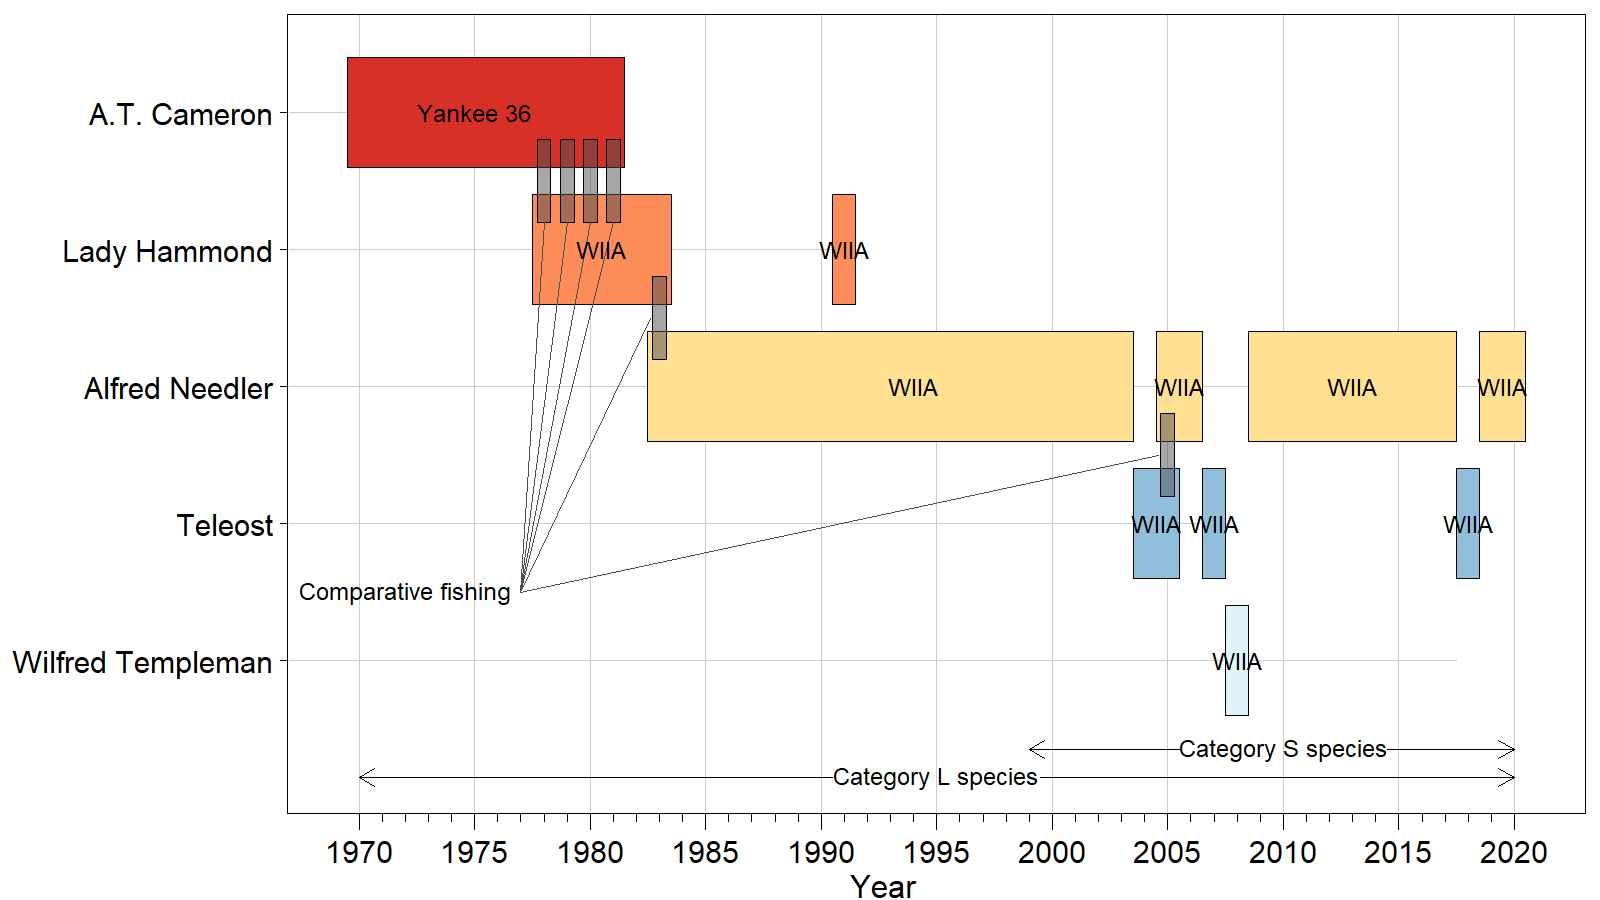 A.T. Cameron
Yankee 36
Lady Hammond
WIIA
WIIA
Alfred Needler
WIIA
WIIA
WIIA
WIIA
Teleost
WIIA
WIIA
WIIA
Comparative fishing
Wilfred Templeman
WIIA
Category S species
Category L species
1970 1975 1980 1985 1990 1995 2000 2005 2010 2015 2020
Year